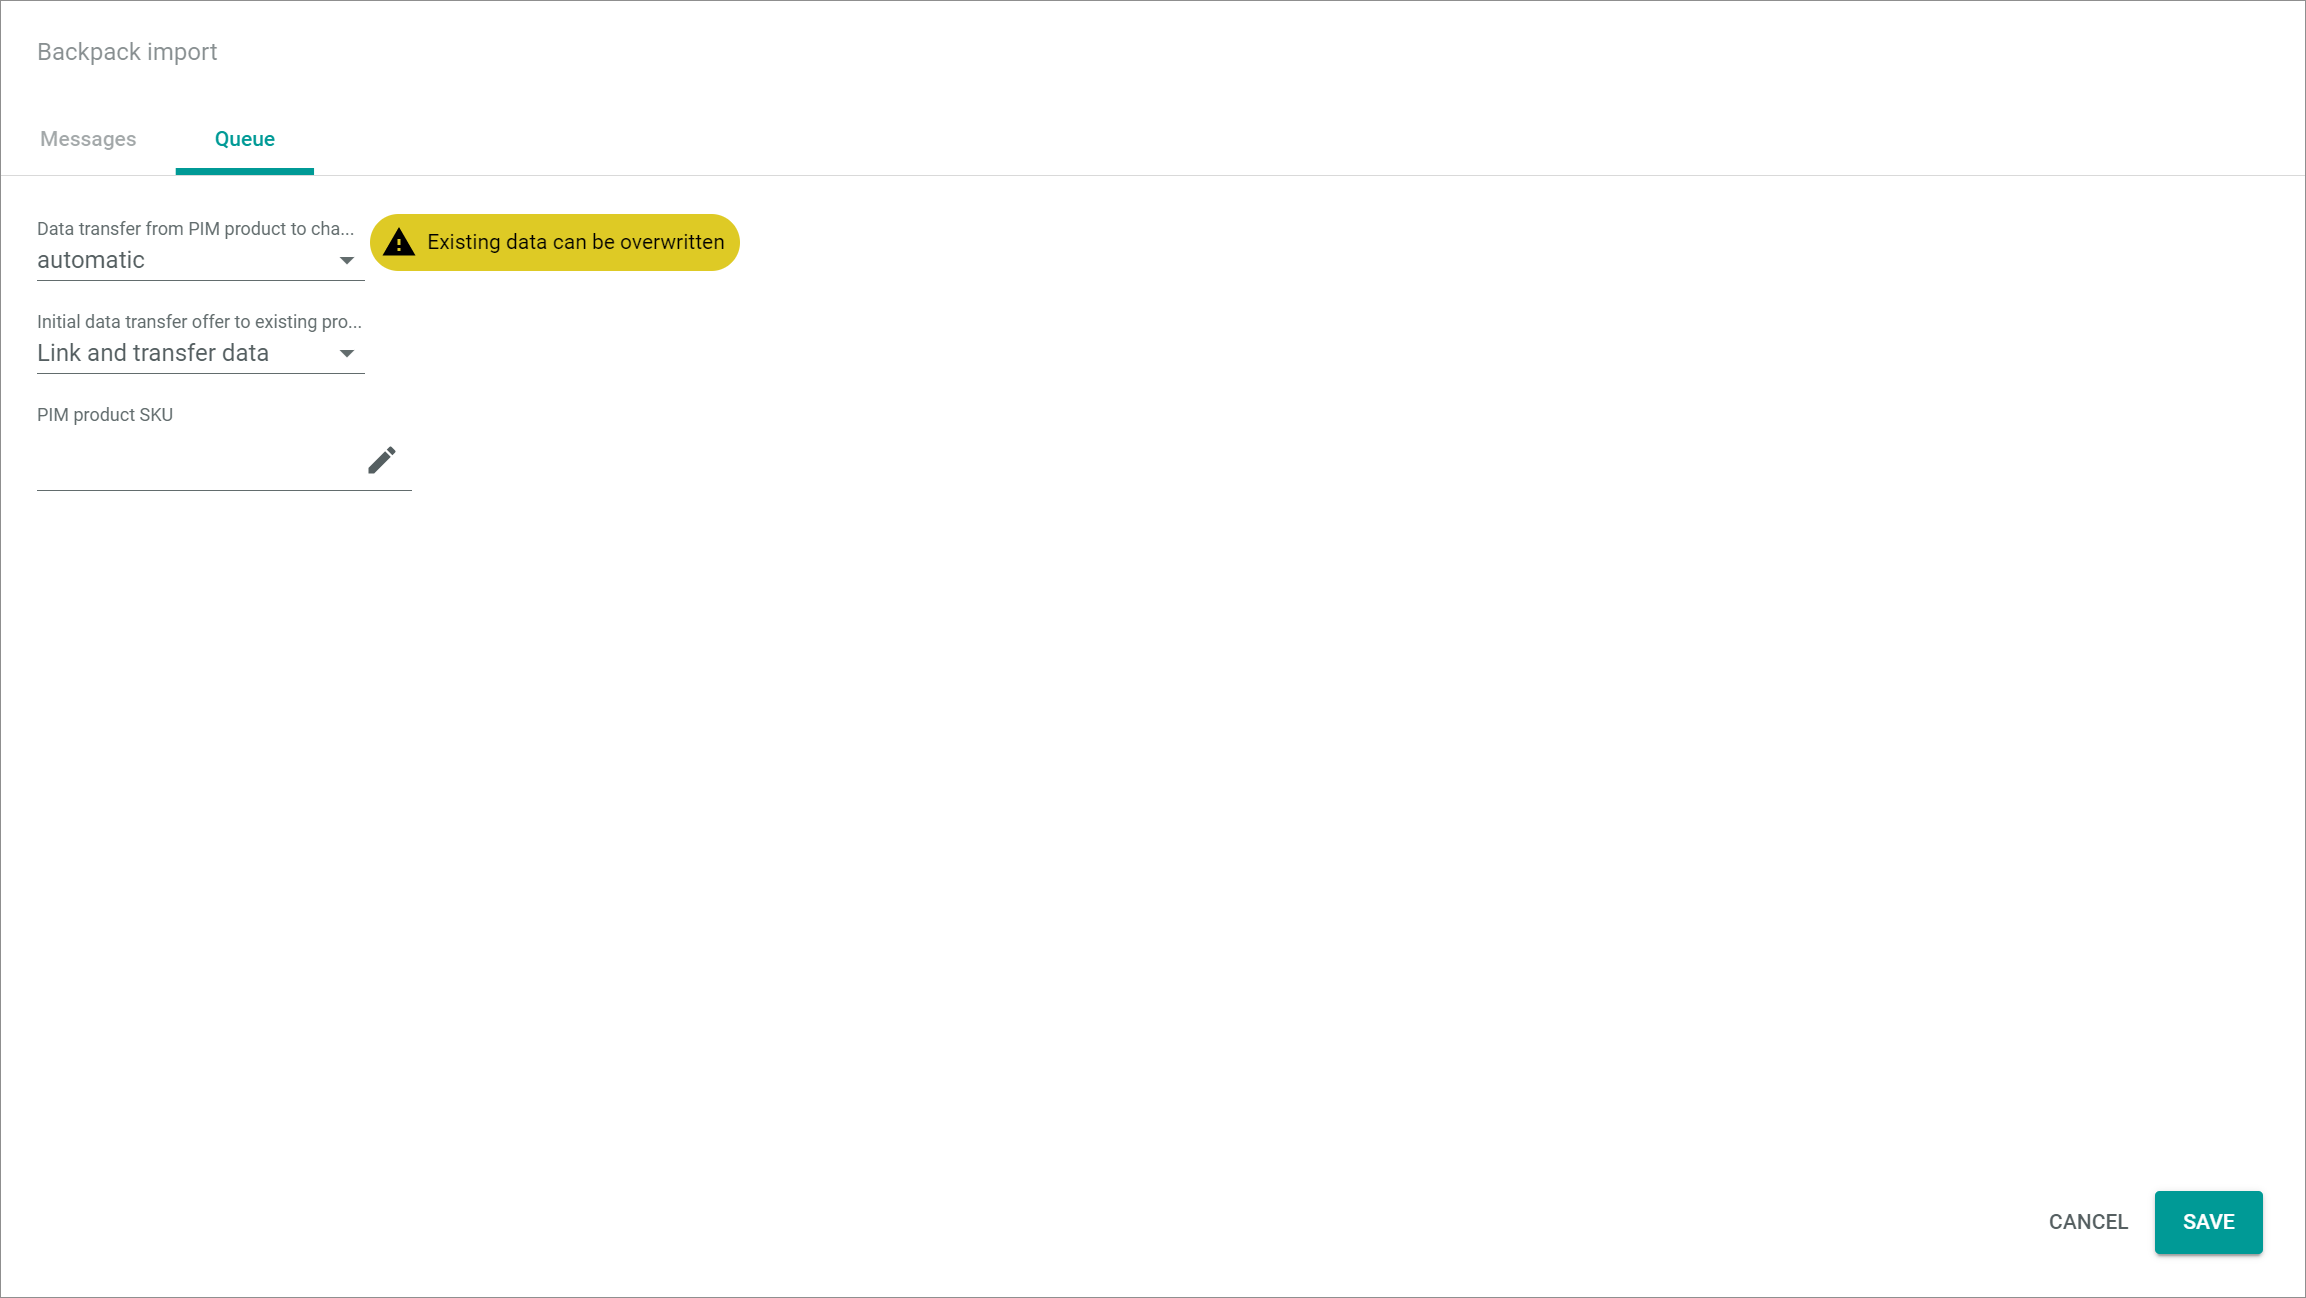 Backpack import
Messages
Queue
Data transfer from PIM product to cha...
automatic
Existing data can be overwritten
Initial data transfer offer to existing pro...
Link and transfer data
PIM product SKU
CANCEL
SAVE